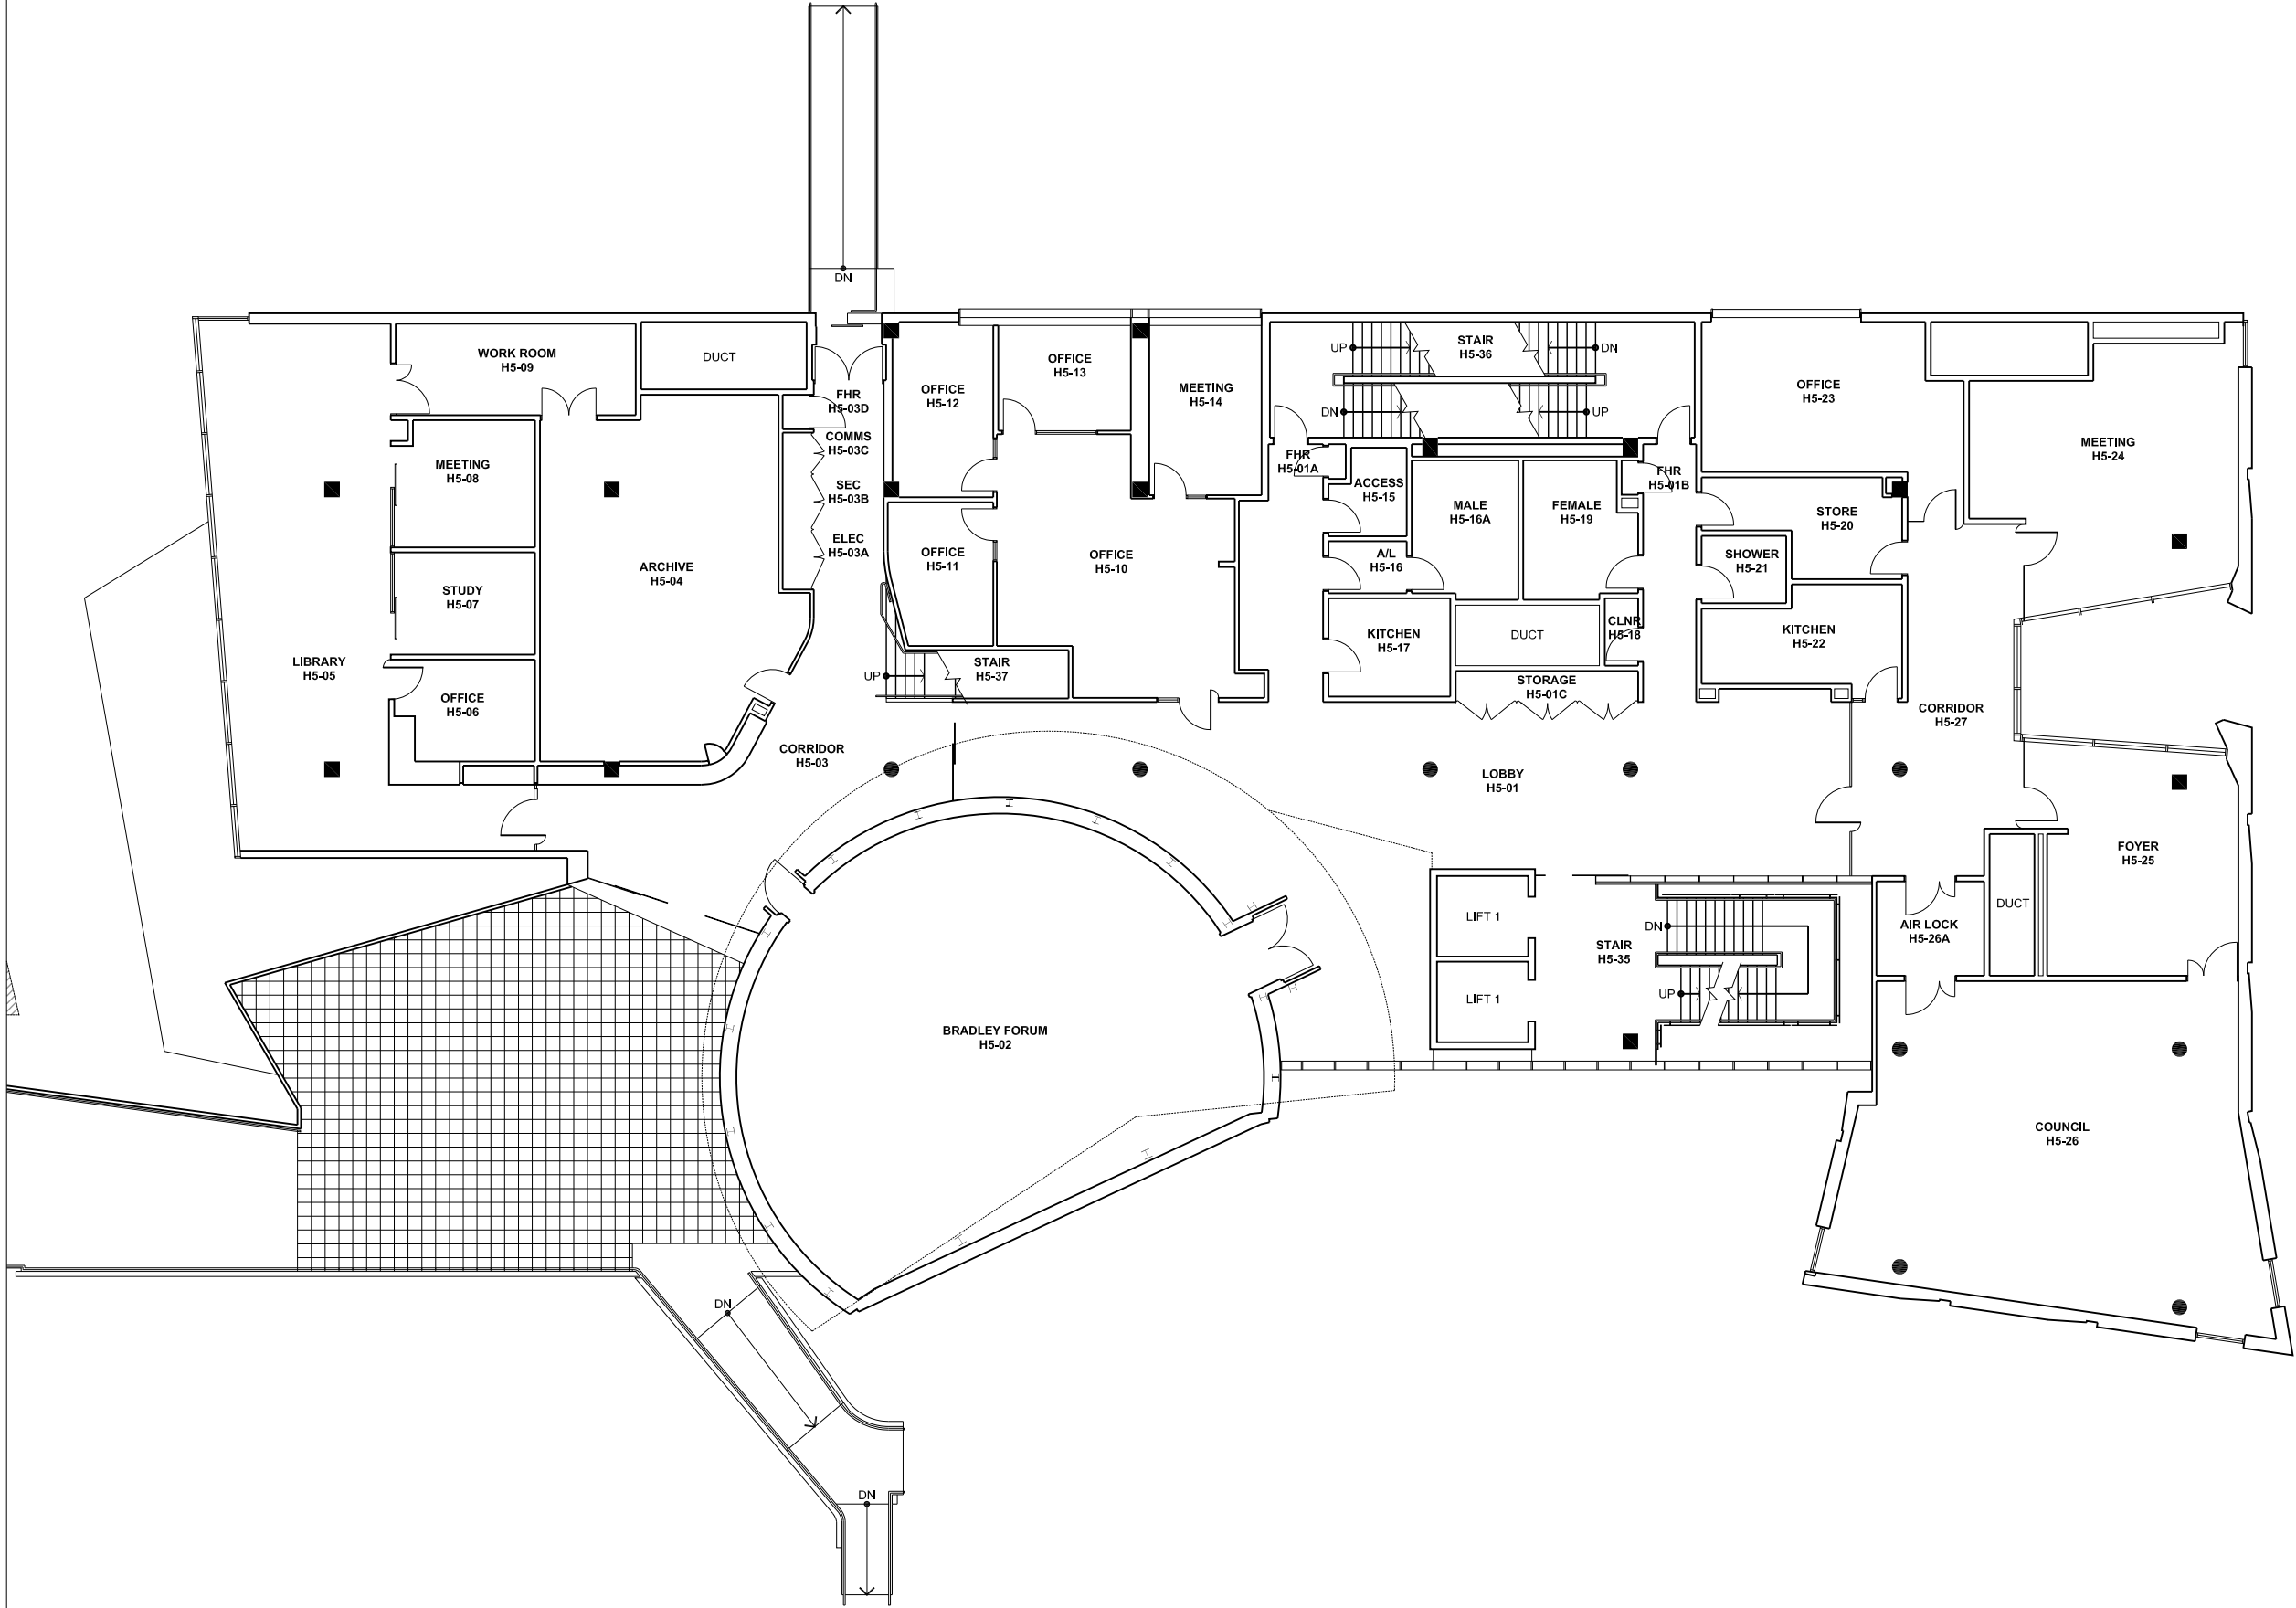 DN
WORK ROOM
H5-09
DUCT
FHR
H5-03D
COMMS
H5-03C
SEC
H5-03B
ELEC
H5-03A
OFFICE
H5-12
OFFICE
H5-13
MEETING
H5-14
UP
STAIR
H5-36
DN
DN
UP
OFFICE
H5-23
MEETING
H5-24
MEETING
H5-08
STUDY
H5-07
ARCHIVE
H5-04
OFFICE
H5-11
OFFICE
H5-10
FHR
H5-01A
ACCESS
H5-15
MALE
H5-16A
FEMALE
H5-19
FHR
H5-01B
STORE
H5-20
A/L
H5-16
SHOWER
H5-21
KITCHEN
H5-17
DUCT
CLNR
H5-18
KITCHEN
H5-22
LIBRARY
H5-05
OFFICE
H5-06
UP
STAIR
H5-37
STORAGE
H5-01C
CORRIDOR
H5-27
CORRIDOR
H5-03
LOBBY
H5-01
FOYER
H5-25
LIFT 1
LIFT 1
STAIR
H5-35
DN
UP
AIR LOCK
H5-26A
DUCT
BRADLEY FORUM
H5-02
COUNCIL
H5-26
DN
DN